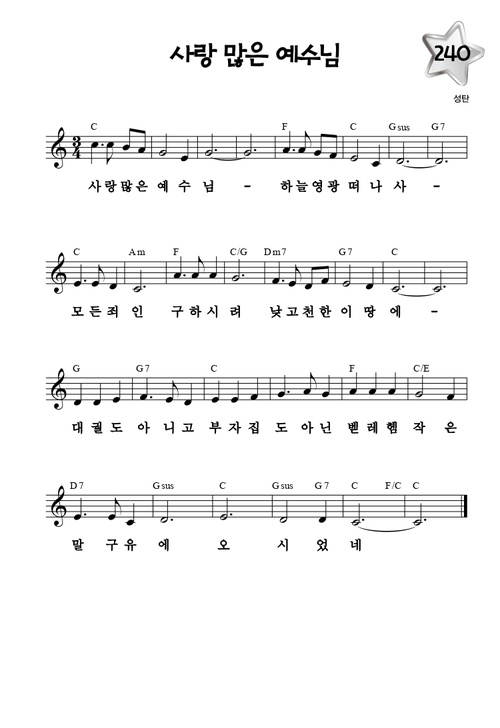 사랑 많은 예수님
240
성탄
C F C Gsus G7
3
4
사랑많은 예 수 님 - 하늘영광 떠 나 사 -
C Am F C/G Dm7 G7 C
모든죄 인 구하시 려 낮고천한 이 땅 에 -
G G7 C F C/E
대 궐 도 아 니 고 부 자 집 도 아 닌 벧 레 헴 작 은
D7 Gsus C Gsus G7 C F/C C
말 구 유 에 오 시 었 네